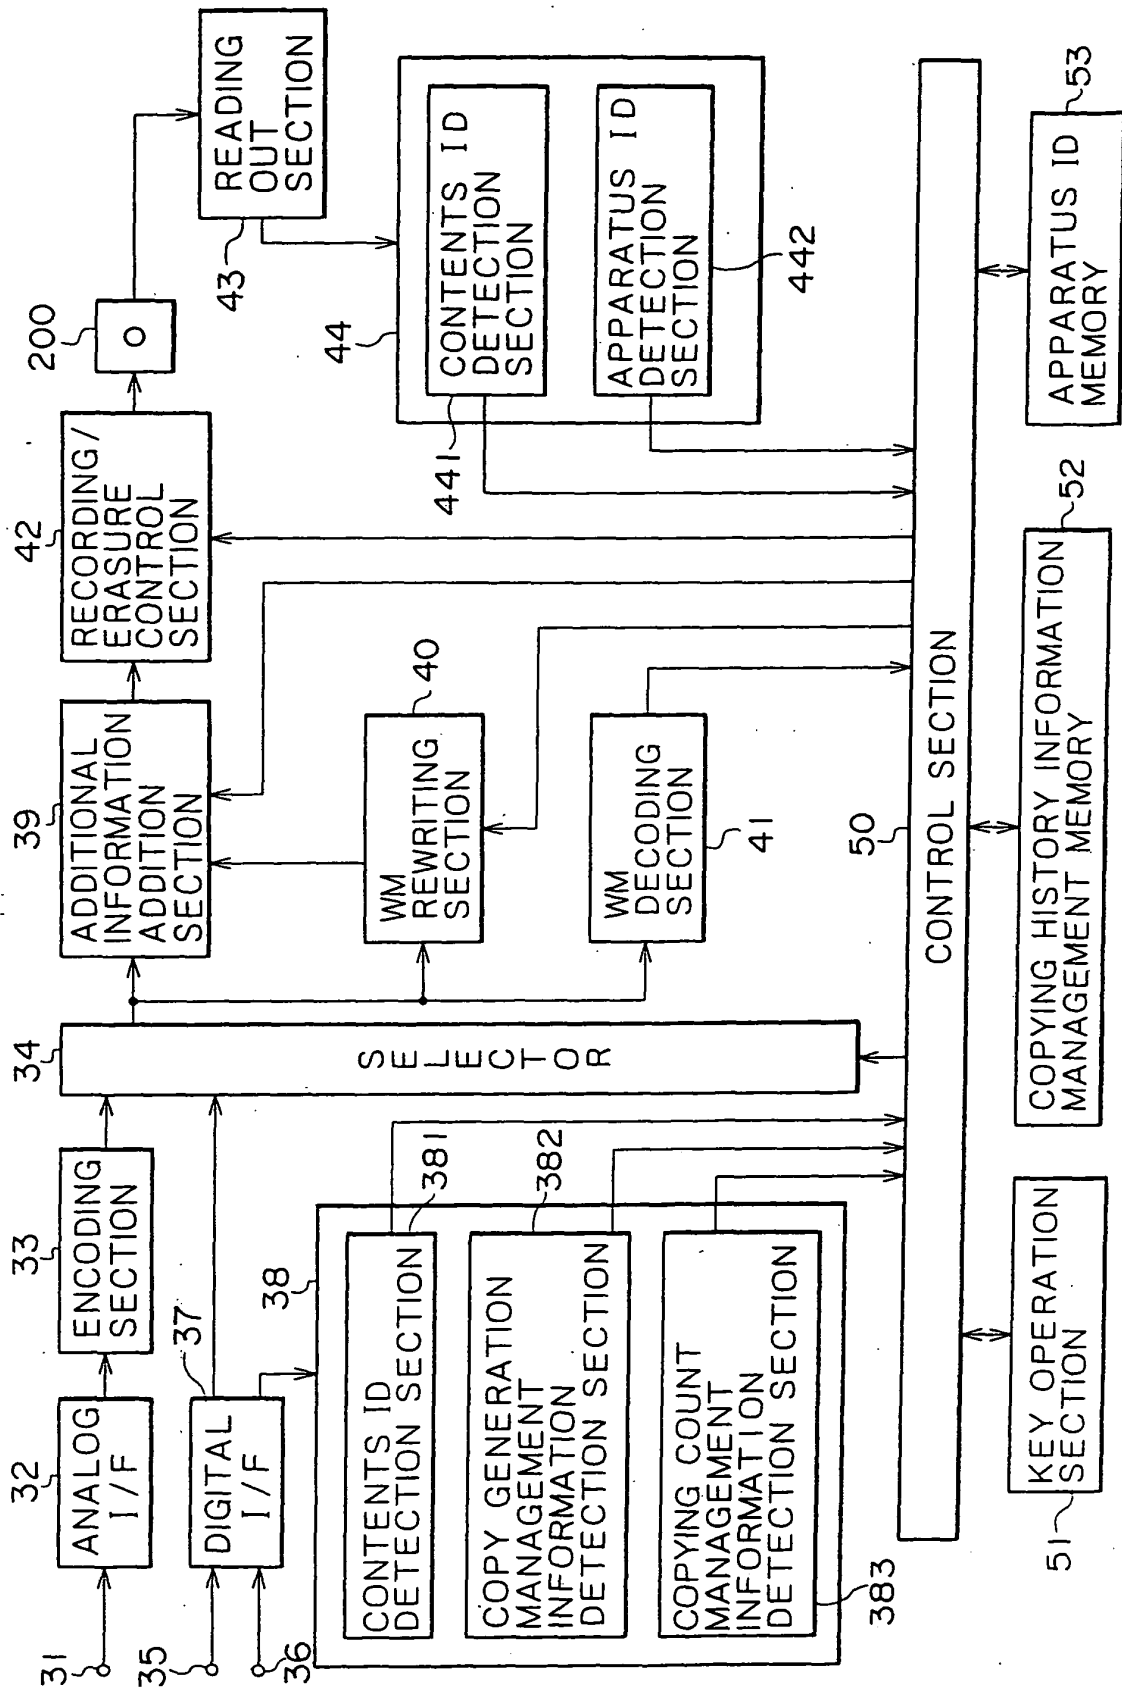 31
32
ANALOG
I/F
33
ENCODING
SECTION
34
SELECTOR
35
36
37
DIGITAL
I/F
38
CONTENTS ID
DETECTION SECTION
381
COPY GENERATION
MANAGEMENT
INFORMATION
DETECTION SECTION
382
COPYING COUNT
MANAGEMENT
INFORMATION
DETECTION SECTION
383
39
ADDITIONAL
INFORMATION
ADDITION
SECTION
WM
REWRITING
SECTION
40
WM
DECODING
SECTION
41
42
RECORDING/
ERASURE
CONTROL
SECTION
200
43
READING
OUT
SECTION
44
CONTENTS ID
DETECTION
SECTION
441
APPARATUS ID
DETECTION
SECTION
442
50
CONTROL SECTION
KEY OPERATION
SECTION
51
COPYING HISTORY INFORMATION
MANAGEMENT MEMORY
52
APPARATUS ID
MEMORY
53